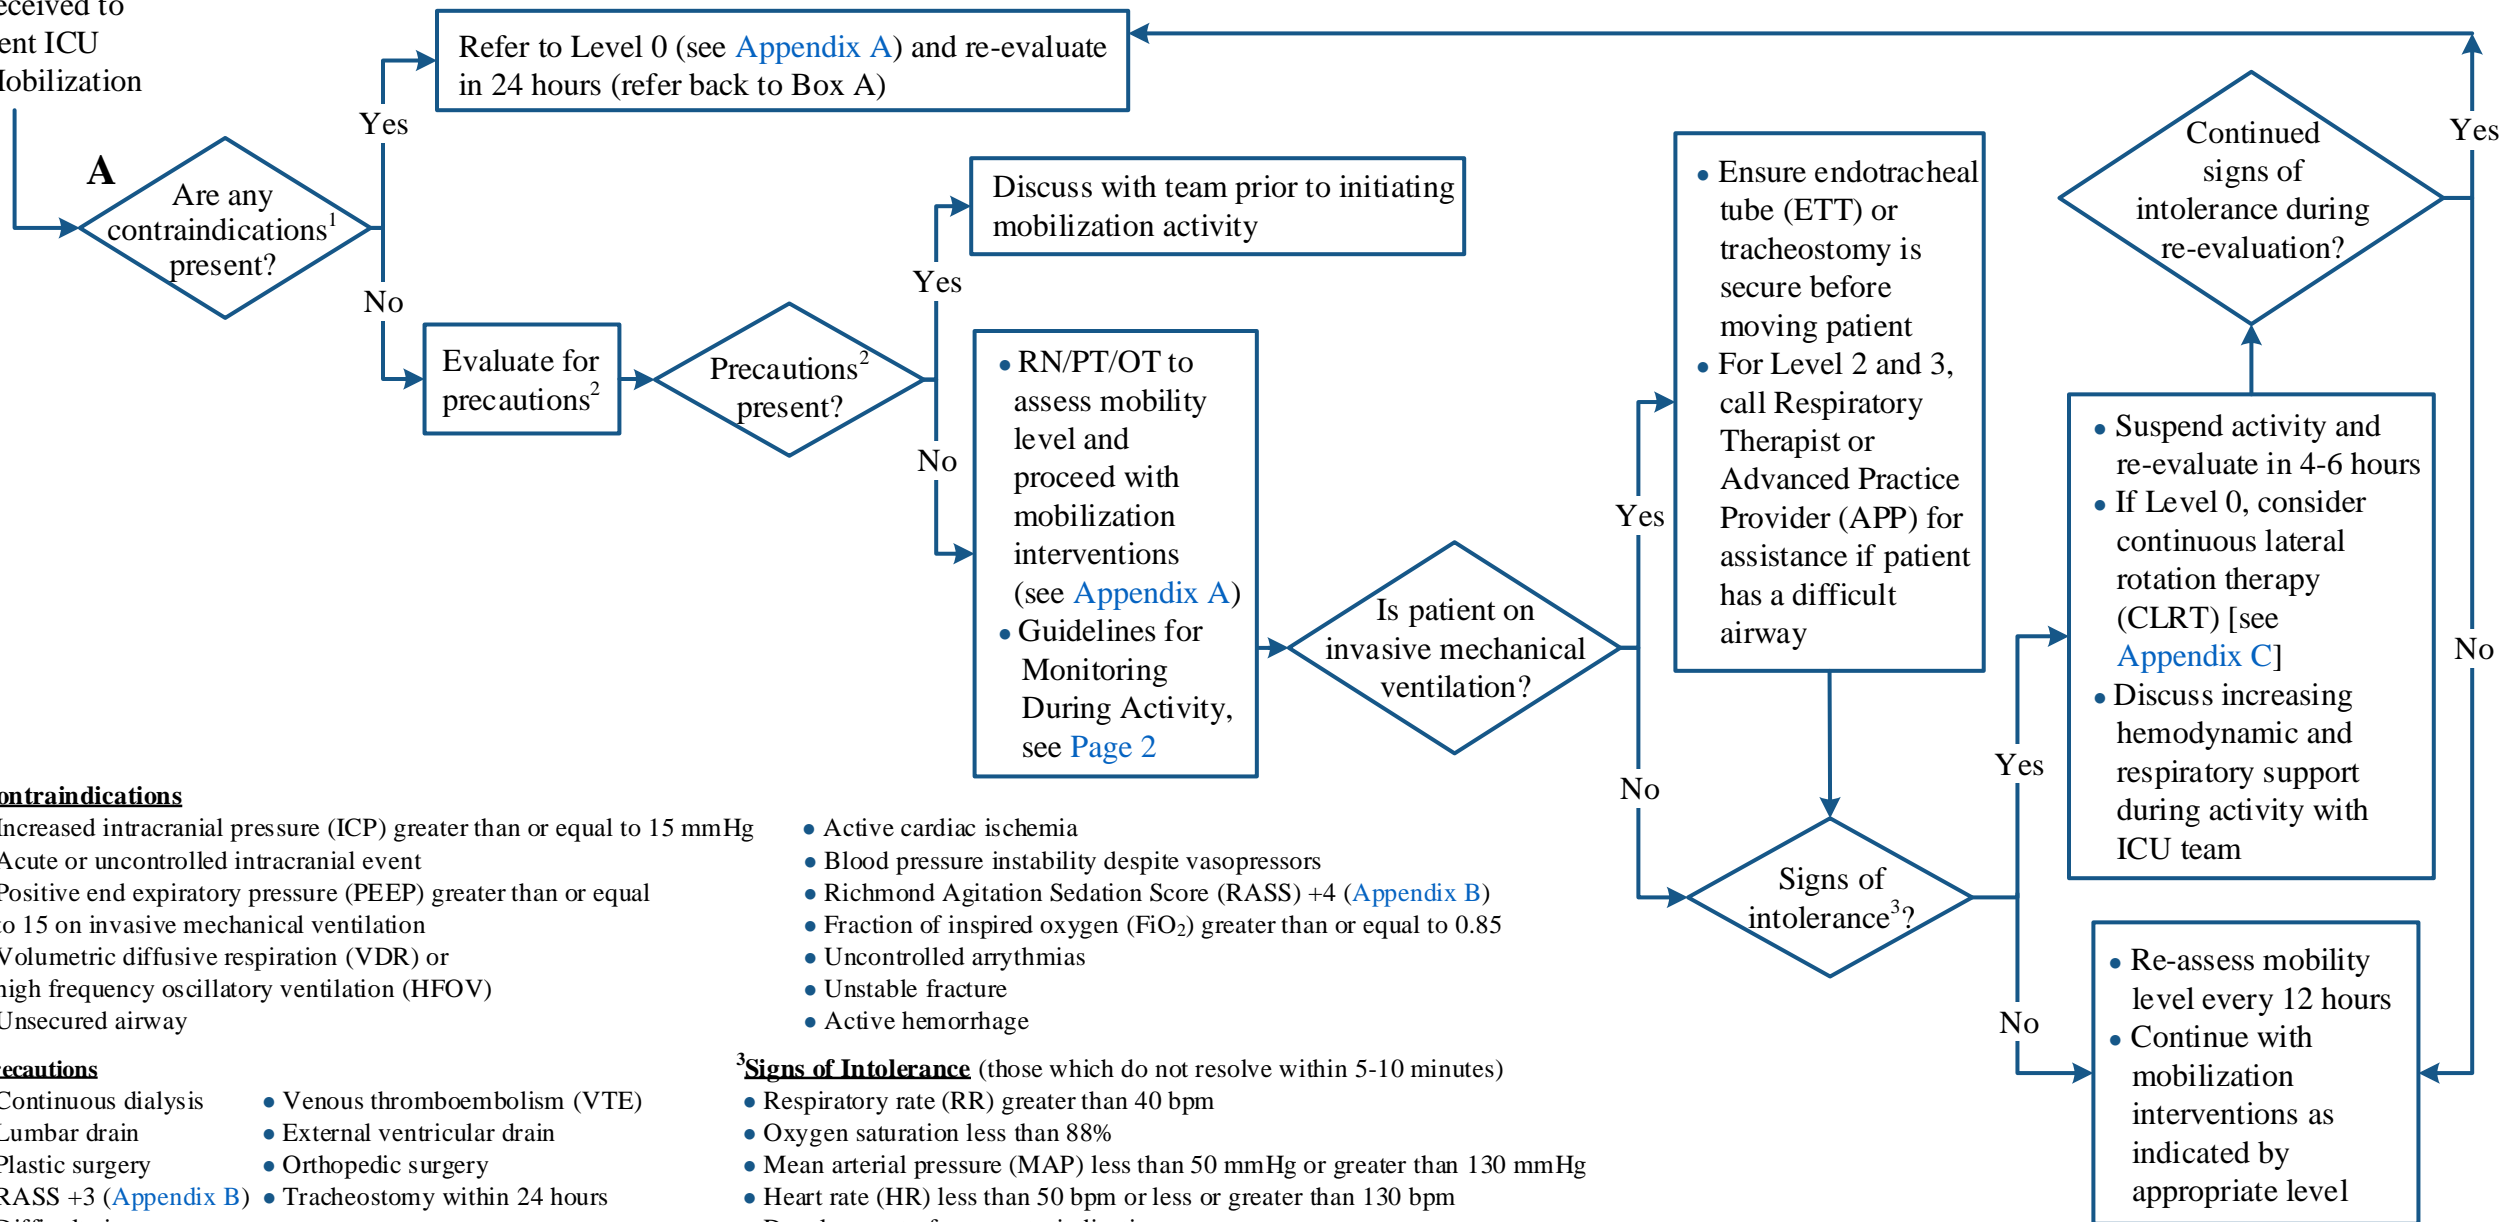 to
ent ICU
Refer to Level 0 (see Appendix A) and re-evaluate
in 24 hours (refer back to Box A)
Yes
A
Are any
contraindications1
present?
No
Evaluate for
precautions2
Precautions2
present?
Yes
Discuss with team prior to initiating
mobilization activity
No
● RN/PT/OT to
assess mobility
level and
proceed with
mobilization
interventions
(see Appendix A)
● Guidelines for
Monitoring
During Activity,
see Page 2
Is patient on
invasive mechanical
ventilation?
Yes
● Ensure endotracheal
tube (ETT) or
tracheostomy is
secure before
moving patient
● For Level 2 and 3,
call Respiratory
Therapist or
Advanced Practice
Provider (APP) for
assistance if patient
has a difficult
airway
No
Signs of
intolerance3?
Yes
● Suspend activity and
re-evaluate in 4-6 hours
● If Level 0, consider
continuous lateral
rotation therapy
(CLRT) [see
Appendix C]
● Discuss increasing
hemodynamic and
respiratory support
during activity with
ICU team
Continued
signs of
intolerance during
re-evaluation?
Yes
No
No
● Re-assess mobility
level every 12 hours
● Continue with
mobilization
interventions as
indicated by
appropriate level
ontraindications
Increased intracranial pressure (ICP) greater than or equal to 15 mmHg
Acute or uncontrolled intracranial event
Positive end expiratory pressure (PEEP) greater than or equal
to 15 on invasive mechanical ventilation
Volumetric diffusive respiration (VDR) or
high frequency oscillatory ventilation (HFOV)
Unsecured airway
● Active cardiac ischemia
● Blood pressure instability despite vasopressors
● Richmond Agitation Sedation Score (RASS) +4 (Appendix B)
● Fraction of inspired oxygen (FiO2) greater than or equal to 0.85
● Uncontrolled arrythmias
● Unstable fracture
● Active hemorrhage
ecautions
Continuous dialysis
Lumbar drain
Plastic surgery
RASS +3 (Appendix B)
● Venous thromboembolism (VTE)
● External ventricular drain
● Orthopedic surgery
● Tracheostomy within 24 hours
3Signs of Intolerance (those which do not resolve within 5-10 minutes)
● Respiratory rate (RR) greater than 40 bpm
● Oxygen saturation less than 88%
● Mean arterial pressure (MAP) less than 50 mmHg or greater than 130 mmHg
● Heart rate (HR) less than 50 bpm or less or greater than 130 bpm